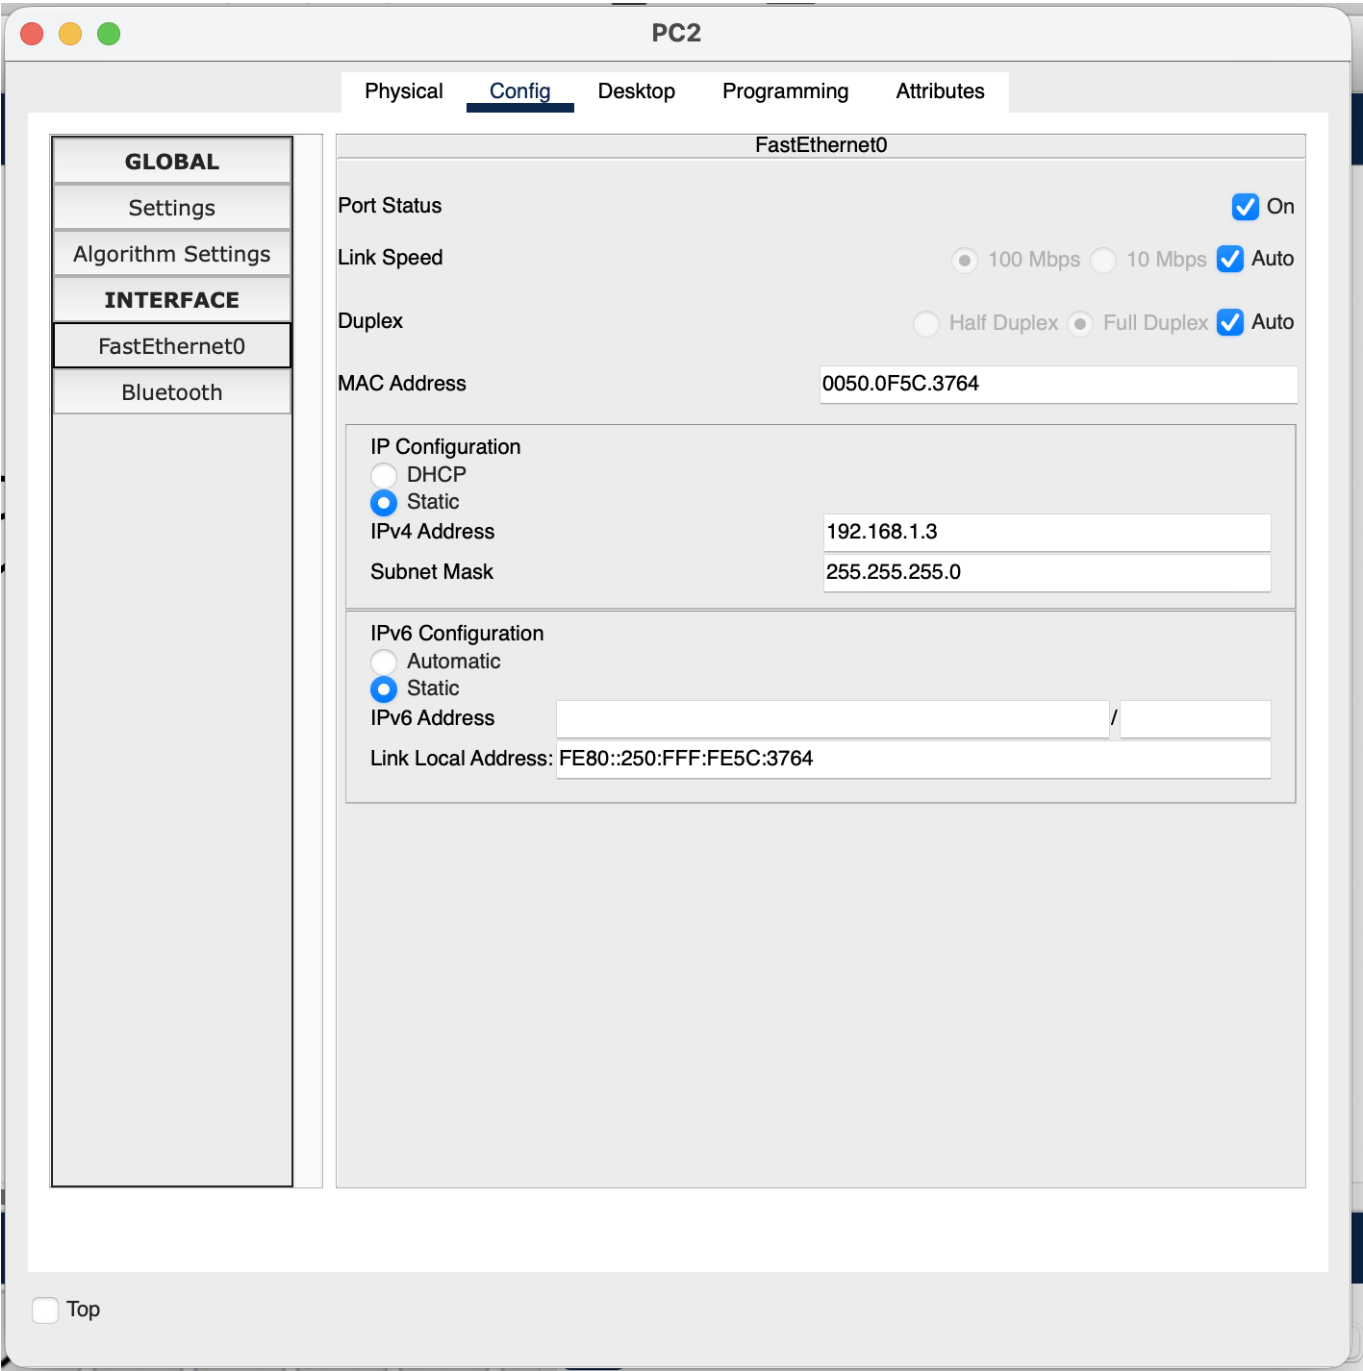 PC2
Physical Config Desktop Programming Attributes
GLOBAL
Settings
Algorithm Settings
INTERFACE
FastEthernet0
Bluetooth
FastEthernet0
Port Status On
Link Speed 100 Mbps 10 Mbps Auto
Duplex Half Duplex Full Duplex Auto
MAC Address 0050.0F5C.3764
IP Configuration
DHCP
Static
IPv4 Address 192.168.1.3
Subnet Mask 255.255.255.0
IPv6 Configuration
Automatic
Static
IPv6 Address /
Link Local Address: FE80::250:FFF:FE5C:3764
Top